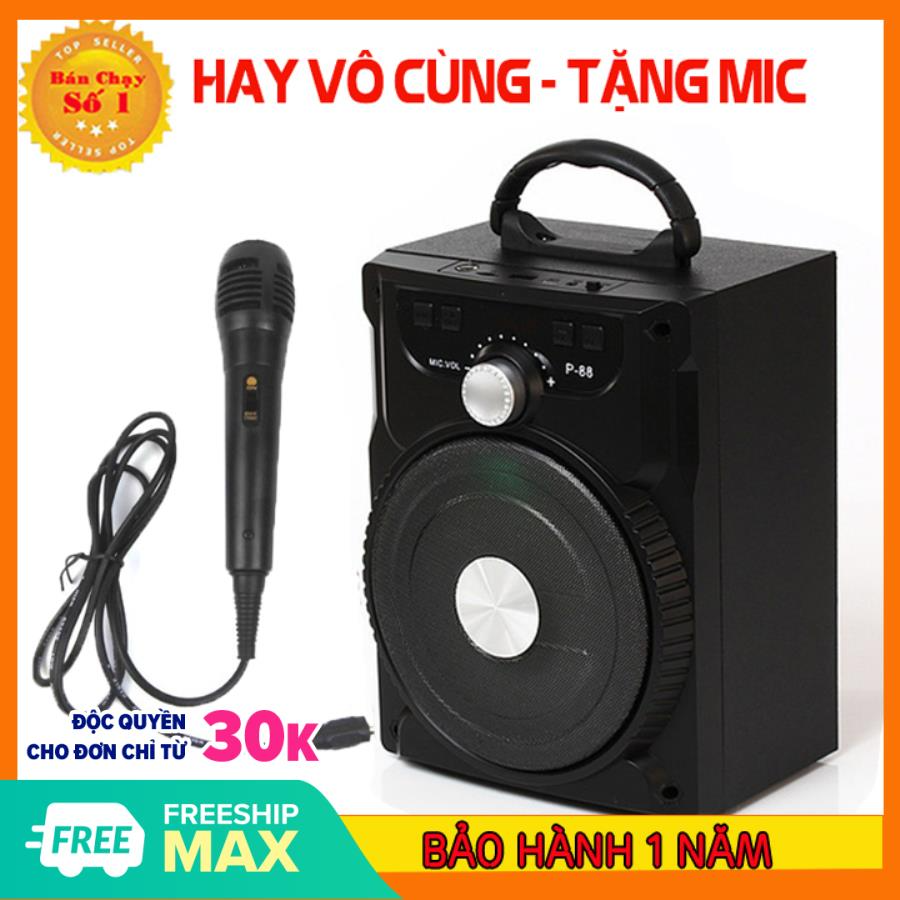 TOP SELLER
Bán Chạy
Số 1
TOP SELLER
HAY VÔ CÙNG - TẶNG MIC
MIC.VOL - +
P-88
ĐỘC QUYỀN
CHO ĐƠN CHỈ TỪ
30K
FREE
FREESHIP
MAX
BẢO HÀNH 1 NĂM